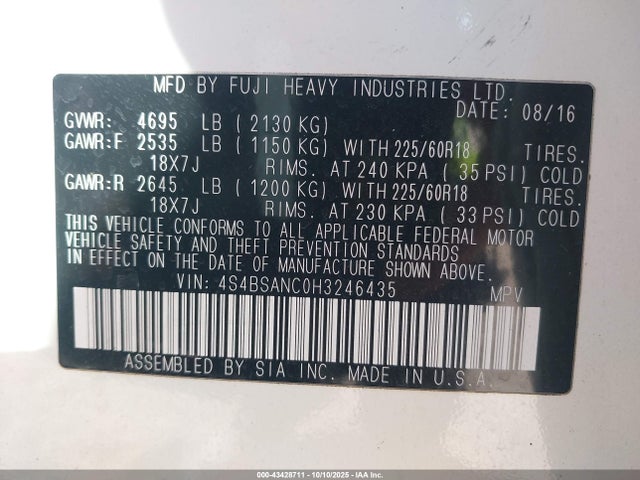 MFD BY FUJI HEAVY INDUSTRIES LTD.
DATE: 08/16
GVWR: 4695 LB ( 2130 KG)
GAWR:F 2535 LB ( 1150 KG) WITH 225/60R18 TIRES.
18X7J RIMS. AT 240 KPA ( 35 PSI) COLD
GAWR:R 2645 LB ( 1200 KG) WITH 225/60R18 TIRES.
18X7J RIMS. AT 230 KPA ( 33 PSI) COLD
THIS VEHICLE CONFORMS TO ALL APPLICABLE FEDERAL MOTOR
VEHICLE SAFETY AND THEFT PREVENTION STANDARDS
IN EFFECT ON THE DATE OF MANUFACTURE SHOWN ABOVE.
VIN: 4S4BSANC0H3246435 MPV
ASSEMBLED BY SIA INC. MADE IN U.S.A.
000-43428711 - 10/10/2025 - IAA Inc.